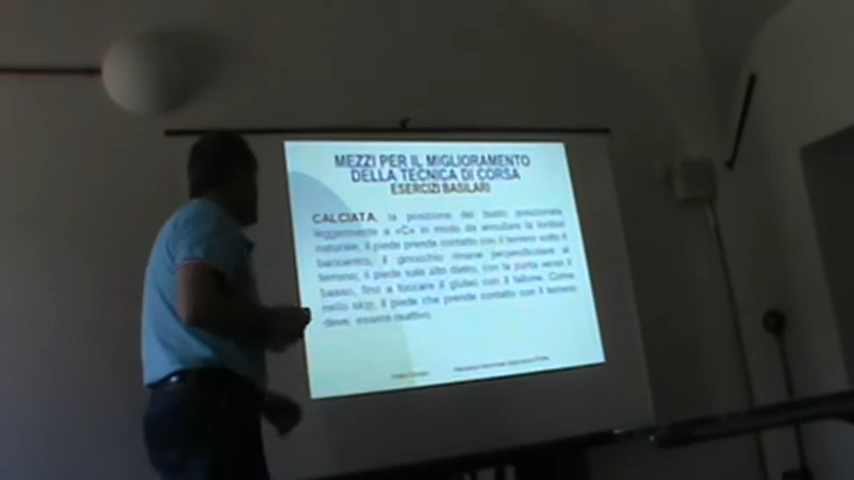 MEZZI PER IL MIGLIORAMENTO
DELLA TECNICA DI CORSA
ESERCIZI BASILARI
CALCIATA, la posizione del busto posizionata
leggermente a «C» in modo da annullare la lordosi
naturale, il piede prende contatto con il terreno sotto il
baricentro, il ginocchio rimane perpendicolare al
terreno, il piede sale alto dietro, con la punta verso il
basso, fino a toccare il gluteo con il tallone. Come
nello skip, il piede che prende contatto con il terreno
deve essere reattivo.